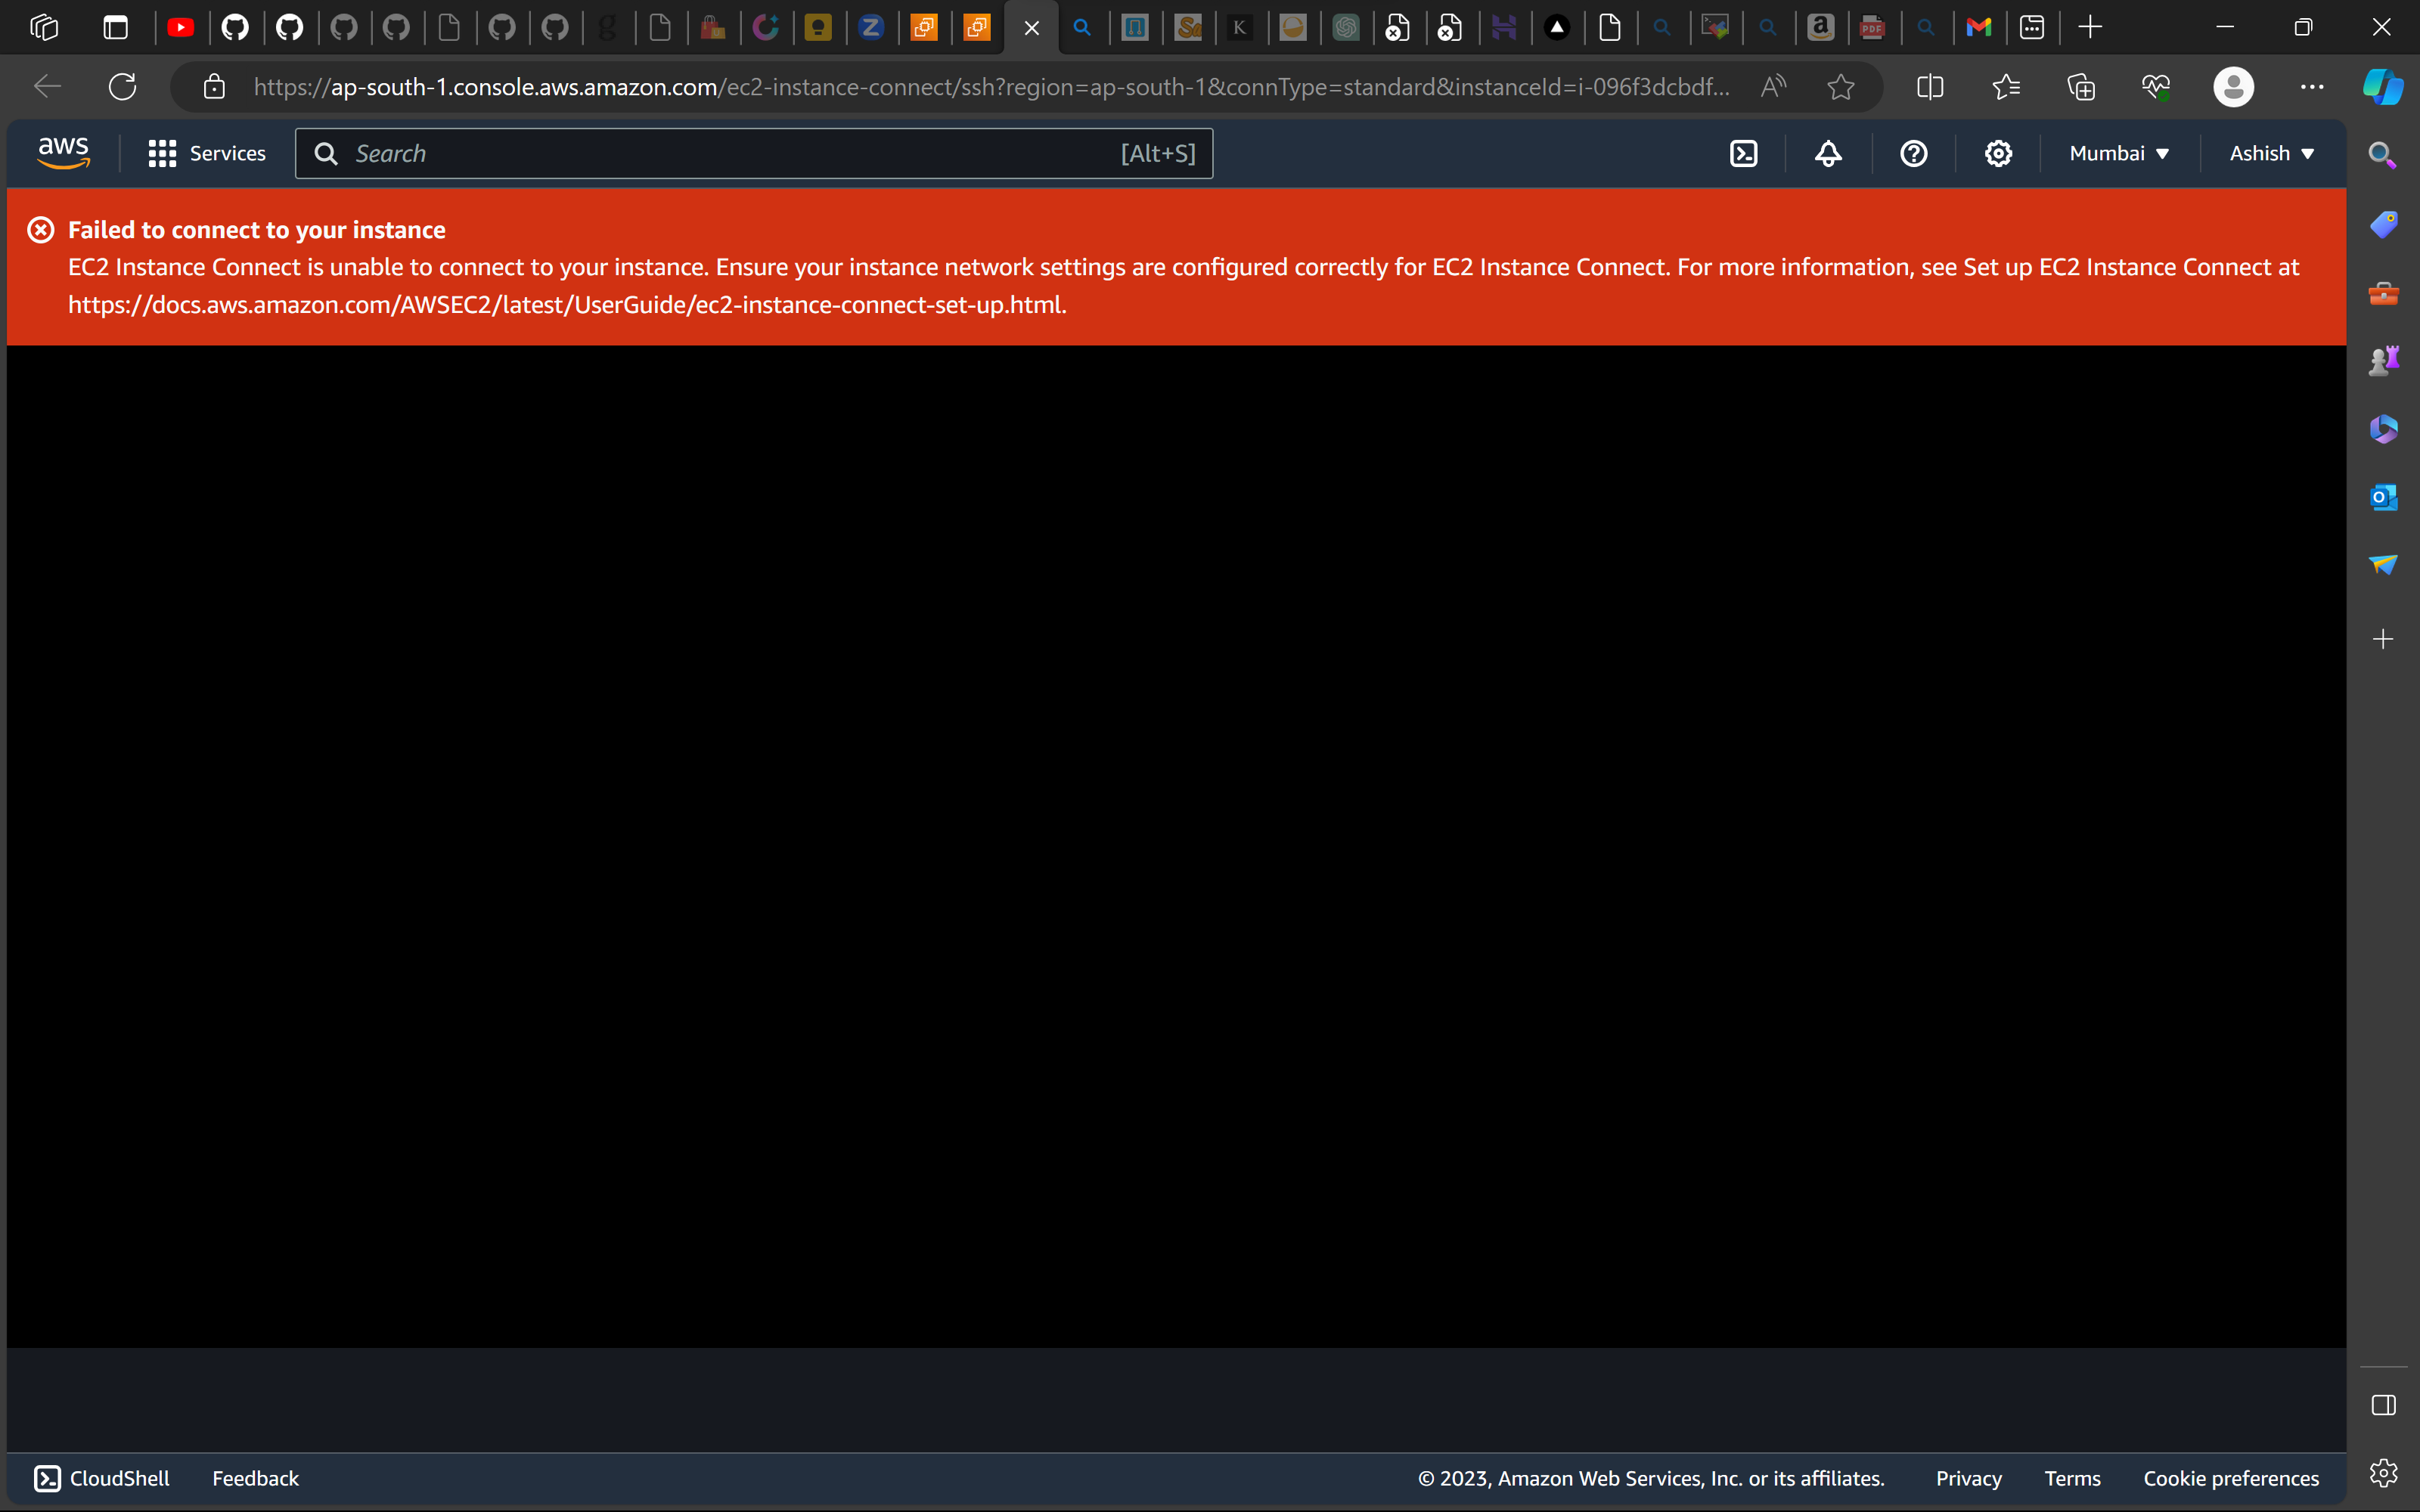 https://ap-south-1.console.aws.amazon.com/ec2-instance-connect/ssh?region=ap-south-1&connType=standard&instanceId=i-096f3dcbdf...
aws
Services
Search
[Alt+S]
Mumbai
Ashish
Failed to connect to your instance
EC2 Instance Connect is unable to connect to your instance. Ensure your instance network settings are configured correctly for EC2 Instance Connect. For more information, see Set up EC2 Instance Connect at
https://docs.aws.amazon.com/AWSEC2/latest/UserGuide/ec2-instance-connect-set-up.html.
CloudShell
Feedback
© 2023, Amazon Web Services, Inc. or its affiliates.
Privacy
Terms
Cookie preferences